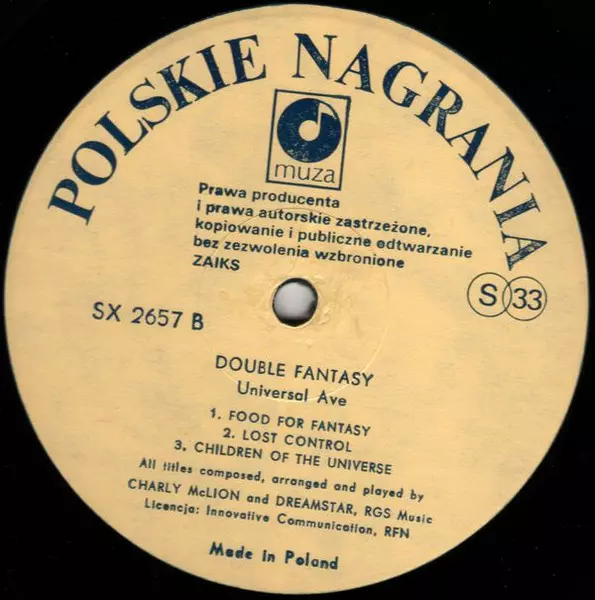 POLSKIE NAGRANIA
muza
Prawa producenta
i prawa autorskie zastrzeżone,
kopiowanie i publiczne odtwarzanie
bez zezwolenia wzbronione
ZAIKS
S 33
SX 2657 B
DOUBLE FANTASY
Universal Ave
1. FOOD FOR FANTASY
2. LOST CONTROL
3. CHILDREN OF THE UNIVERSE
All titles composed, arranged and played by
CHARLY McLION and DREAMSTAR, RGS Music
Licencja: Innovative Communication, RFN
Made in Poland